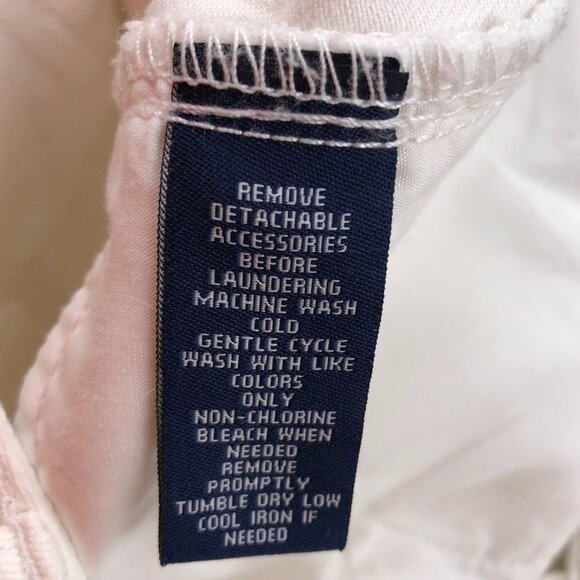 REMOVE
DETACHABLE
ACCESSORIES
BEFORE
LAUNDERING
MACHINE WASH
COLD
GENTLE CYCLE
WASH WITH LIKE
COLORS
ONLY
NON-CHLORINE
BLEACH WHEN
NEEDED
REMOVE
PROMPTLY
TUMBLE DRY LOW
COOL IRON IF
NEEDED